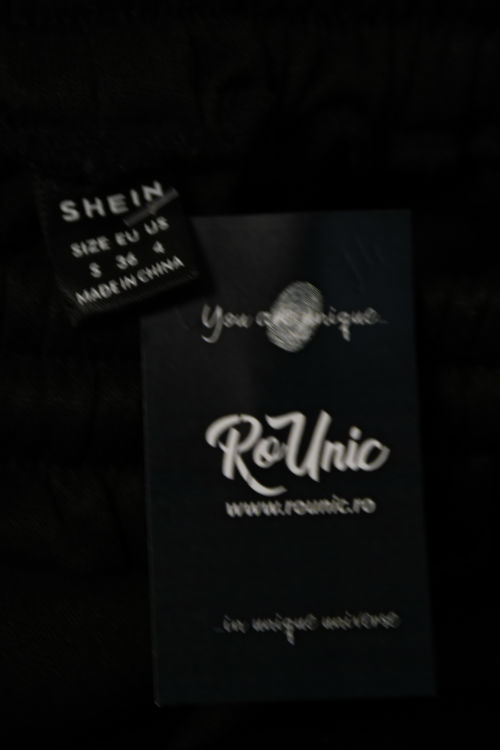 SHEIN
SIZE EU US
S 36 4
MADE IN CHINA
You are unique..
RoUnic
www.rounic.ro
..in unique universe